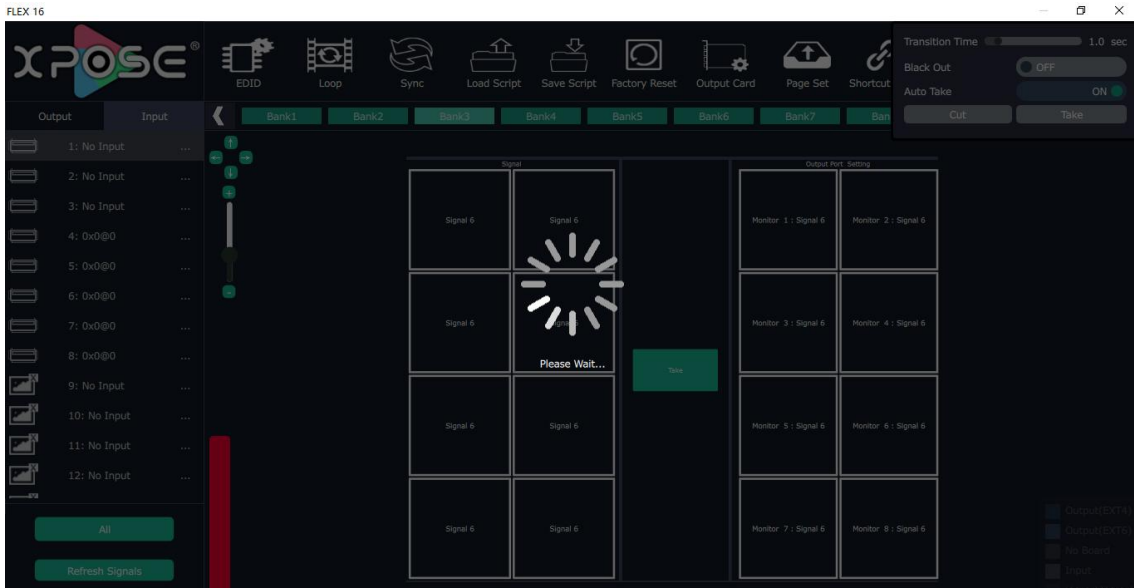 FLEX 16
XPOSE®
EDID
Loop
Sync
Load Script
Save Script
Factory Reset
Output Card
Page Set
Shortcut
Transition Time
1.0 sec
Black Out
OFF
Auto Take
ON
Cut
Take
Output
Input
Bank1
Bank2
Bank3
Bank4
Bank5
Bank6
Bank7
Ban
1: No Input ...
2: No Input ...
3: No Input ...
4: 0x0@0 ...
5: 0x0@0 ...
6: 0x0@0 ...
7: 0x0@0 ...
8: 0x0@0 ...
9: No Input ...
10: No Input ...
11: No Input ...
12: No Input ...
All
Refresh Signals
Signal
Signal 6
Signal 6
Signal 6
Please Wait...
Signal 6
Signal 6
Signal 6
Signal 6
Take
Output Port Setting
Monitor 1 : Signal 6
Monitor 2 : Signal 6
Monitor 3 : Signal 6
Monitor 4 : Signal 6
Monitor 5 : Signal 6
Monitor 6 : Signal 6
Monitor 7 : Signal 6
Monitor 8 : Signal 6
Output(EXT4)
Output(EXT6)
No Board
Input